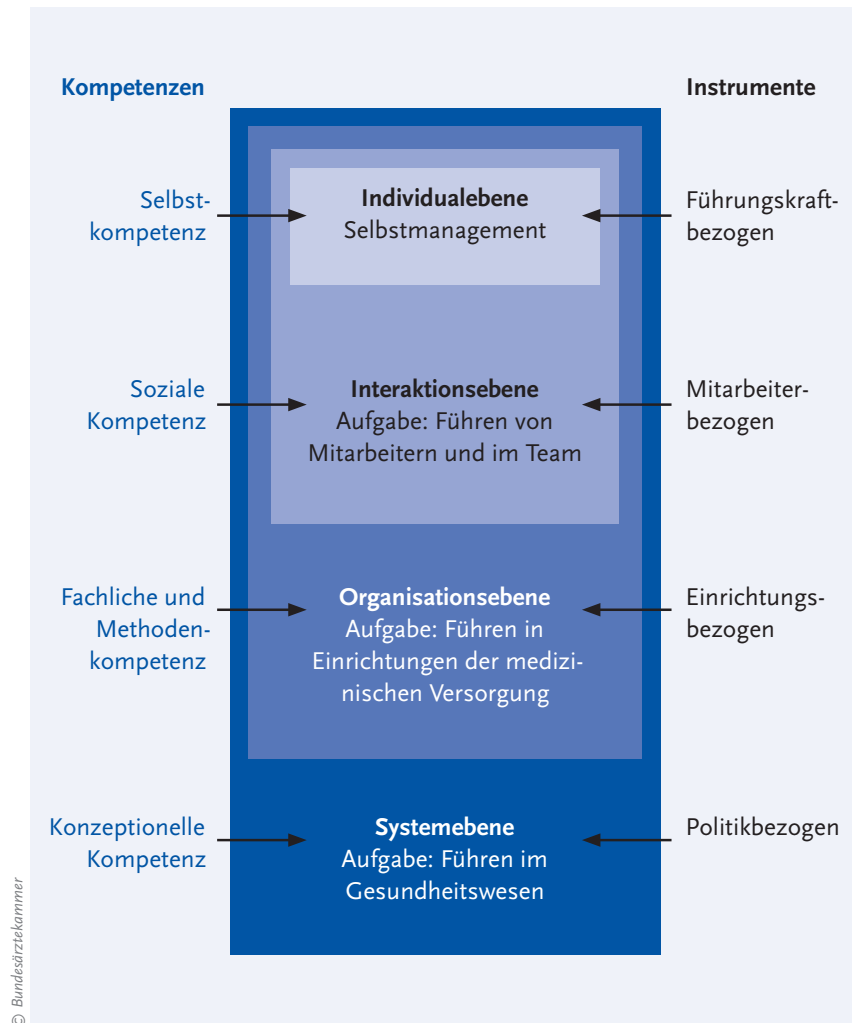 Kompetenzen
Instrumente
Selbst-
kompetenz
Individualebene
Selbstmanagement
Führungskraft-
bezogen
Soziale
Kompetenz
Interaktionsebene
Aufgabe: Führen von
Mitarbeitern und im Team
Mitarbeiter-
bezogen
Fachliche und
Methoden-
kompetenz
Organisationsebene
Aufgabe: Führen in
Einrichtungen der medizi-
nischen Versorgung
Einrichtungs-
bezogen
Konzeptionelle
Kompetenz
Systemebene
Aufgabe: Führen im
Gesundheitswesen
Politikbezogen
© Bundesärztekammer